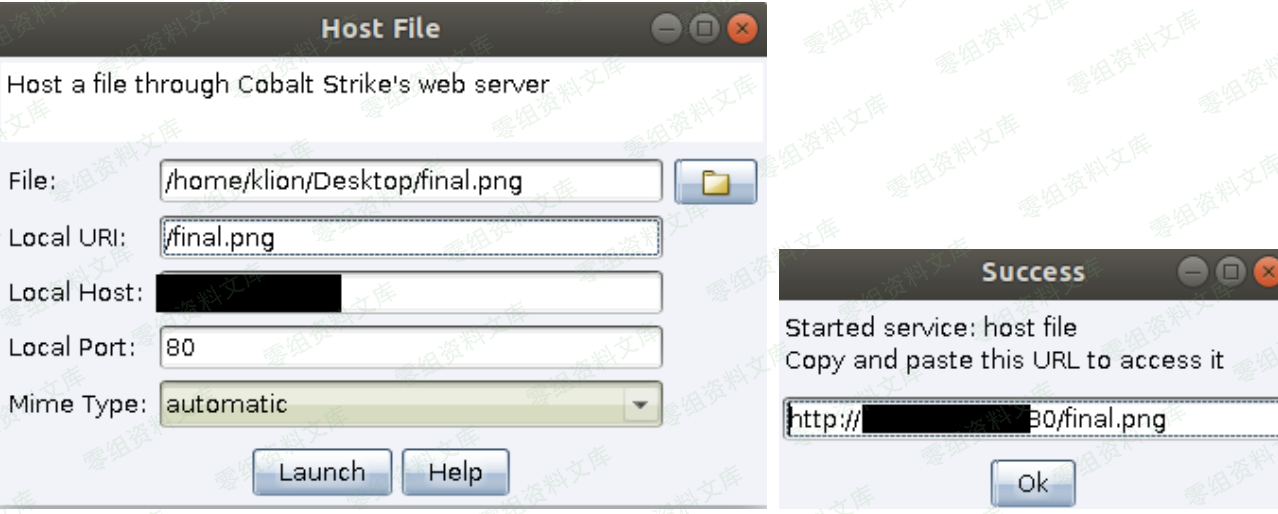 Host File
Host a file through Cobalt Strike's web server
File: /home/klion/Desktop/final.png
Local URI: /final.png
Local Host:
Local Port: 80
Mime Type: automatic
Launch Help
Success
Started service: host file
Copy and paste this URL to access it
http:// 80/final.png
Ok
零组资料文库